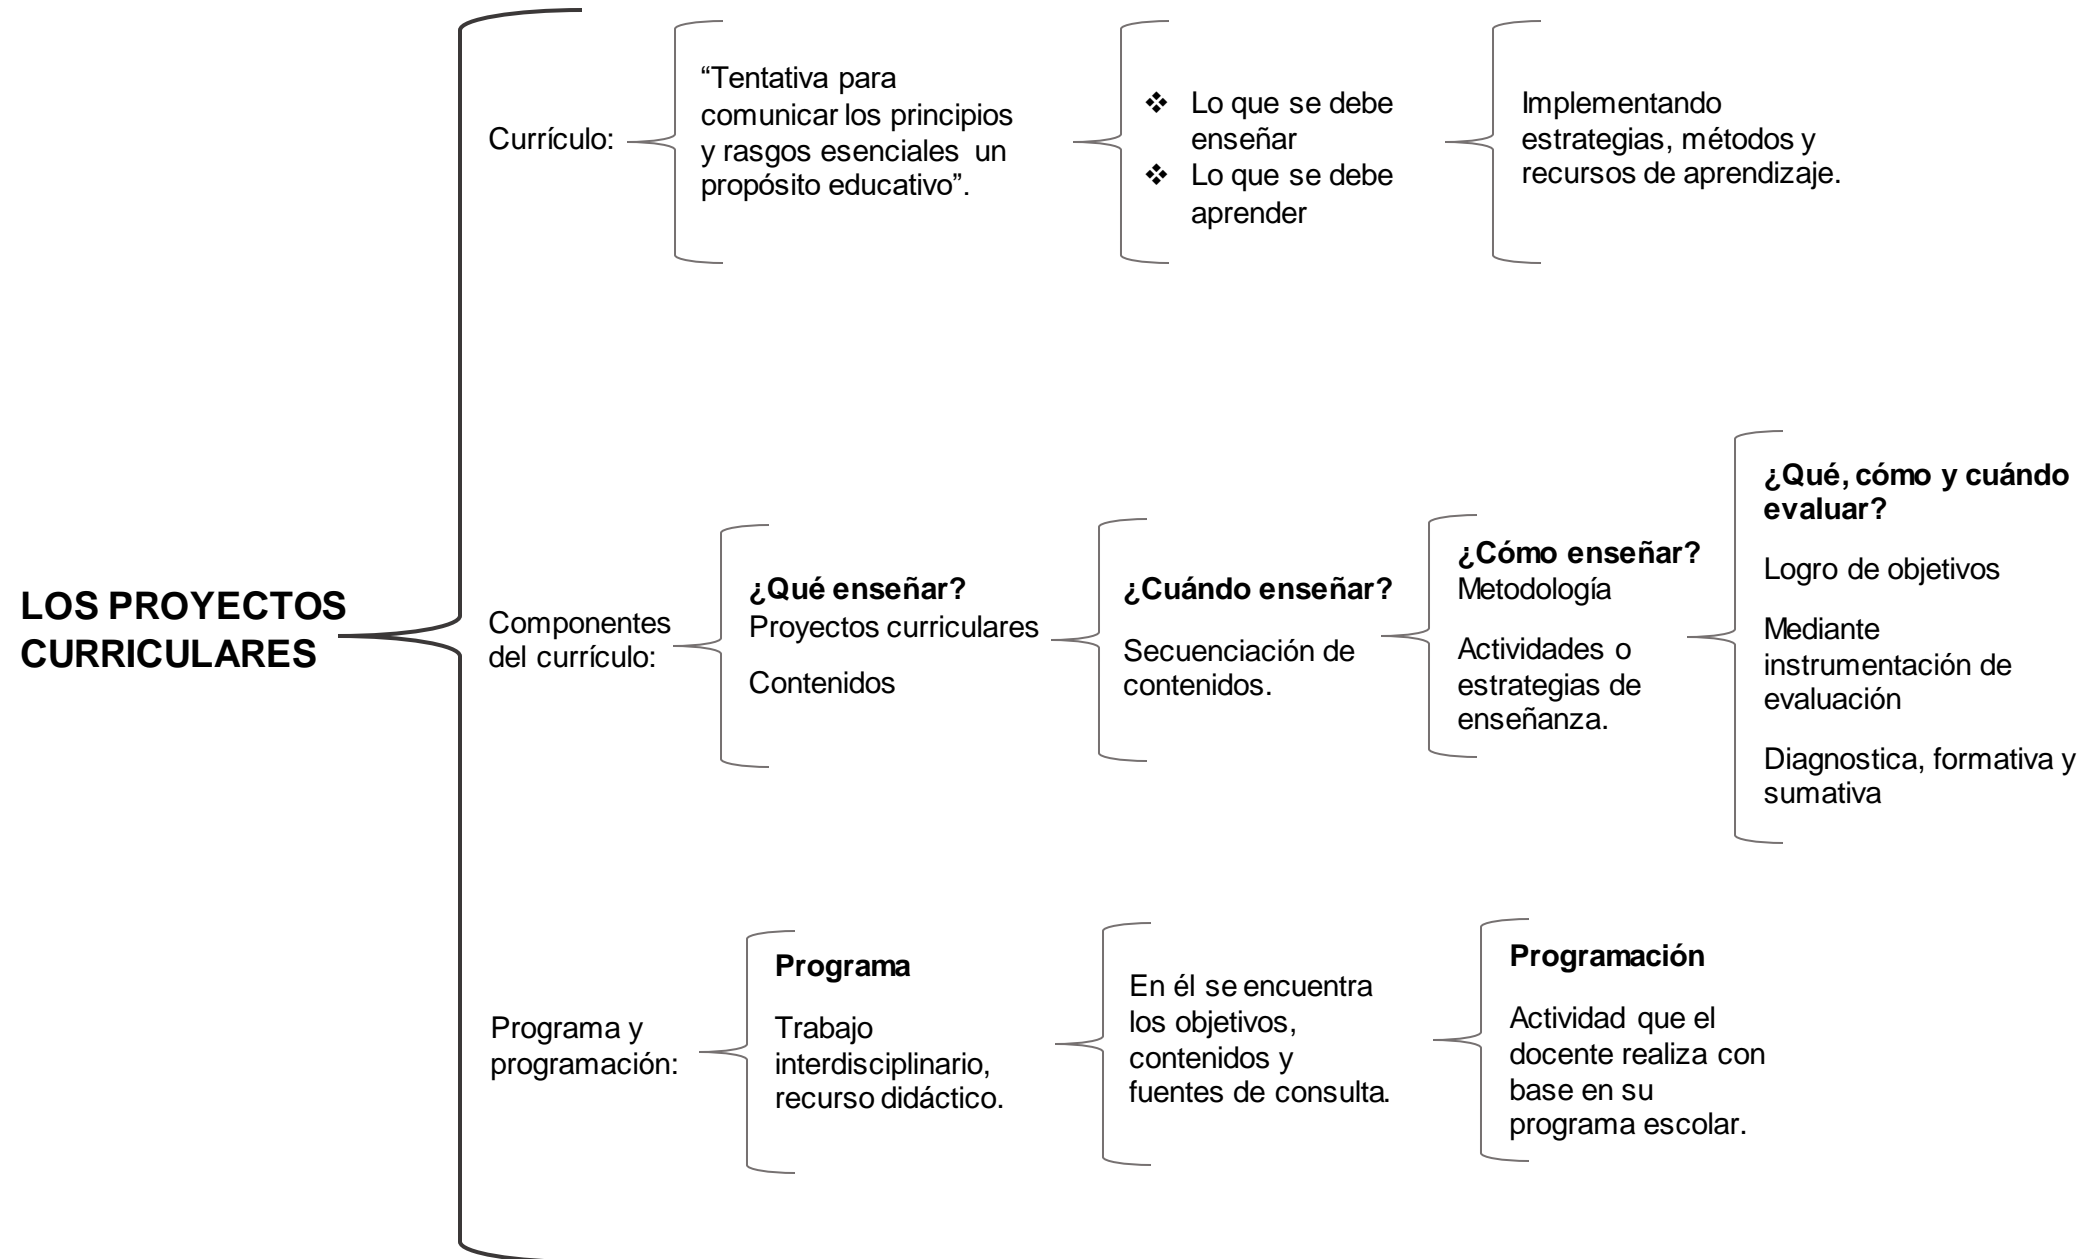 LOS PROYECTOS
CURRICULARES
Currículo:
“Tentativa para
comunicar los principios
y rasgos esenciales un
propósito educativo”.
❖ Lo que se debe
enseñar
❖ Lo que se debe
aprender
Implementando
estrategias, métodos y
recursos de aprendizaje.
Componentes
del currículo:
¿Qué enseñar?
Proyectos curriculares
Contenidos
¿Cuándo enseñar?
Secuenciación de
contenidos.
¿Cómo enseñar?
Metodología
Actividades o
estrategias de
enseñanza.
¿Qué, cómo y cuándo
evaluar?
Logro de objetivos
Mediante
instrumentación de
evaluación
Diagnostica, formativa y
sumativa
Programa y
programación:
Programa
Trabajo
interdisciplinario,
recurso didáctico.
En él se encuentra
los objetivos,
contenidos y
fuentes de consulta.
Programación
Actividad que el
docente realiza con
base en su
programa escolar.